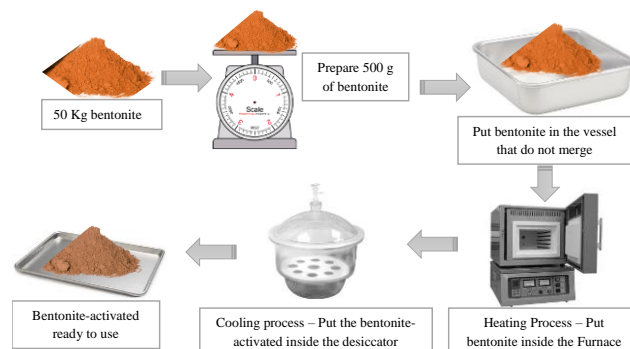 50 Kg bentonite
Scale
Prepare 500 g
of bentonite
Put bentonite in the vessel
that do not merge
Heating Process – Put
bentonite inside the Furnace
Cooling process – Put the bentonite-
activated inside the desiccator
Bentonite-activated
ready to use